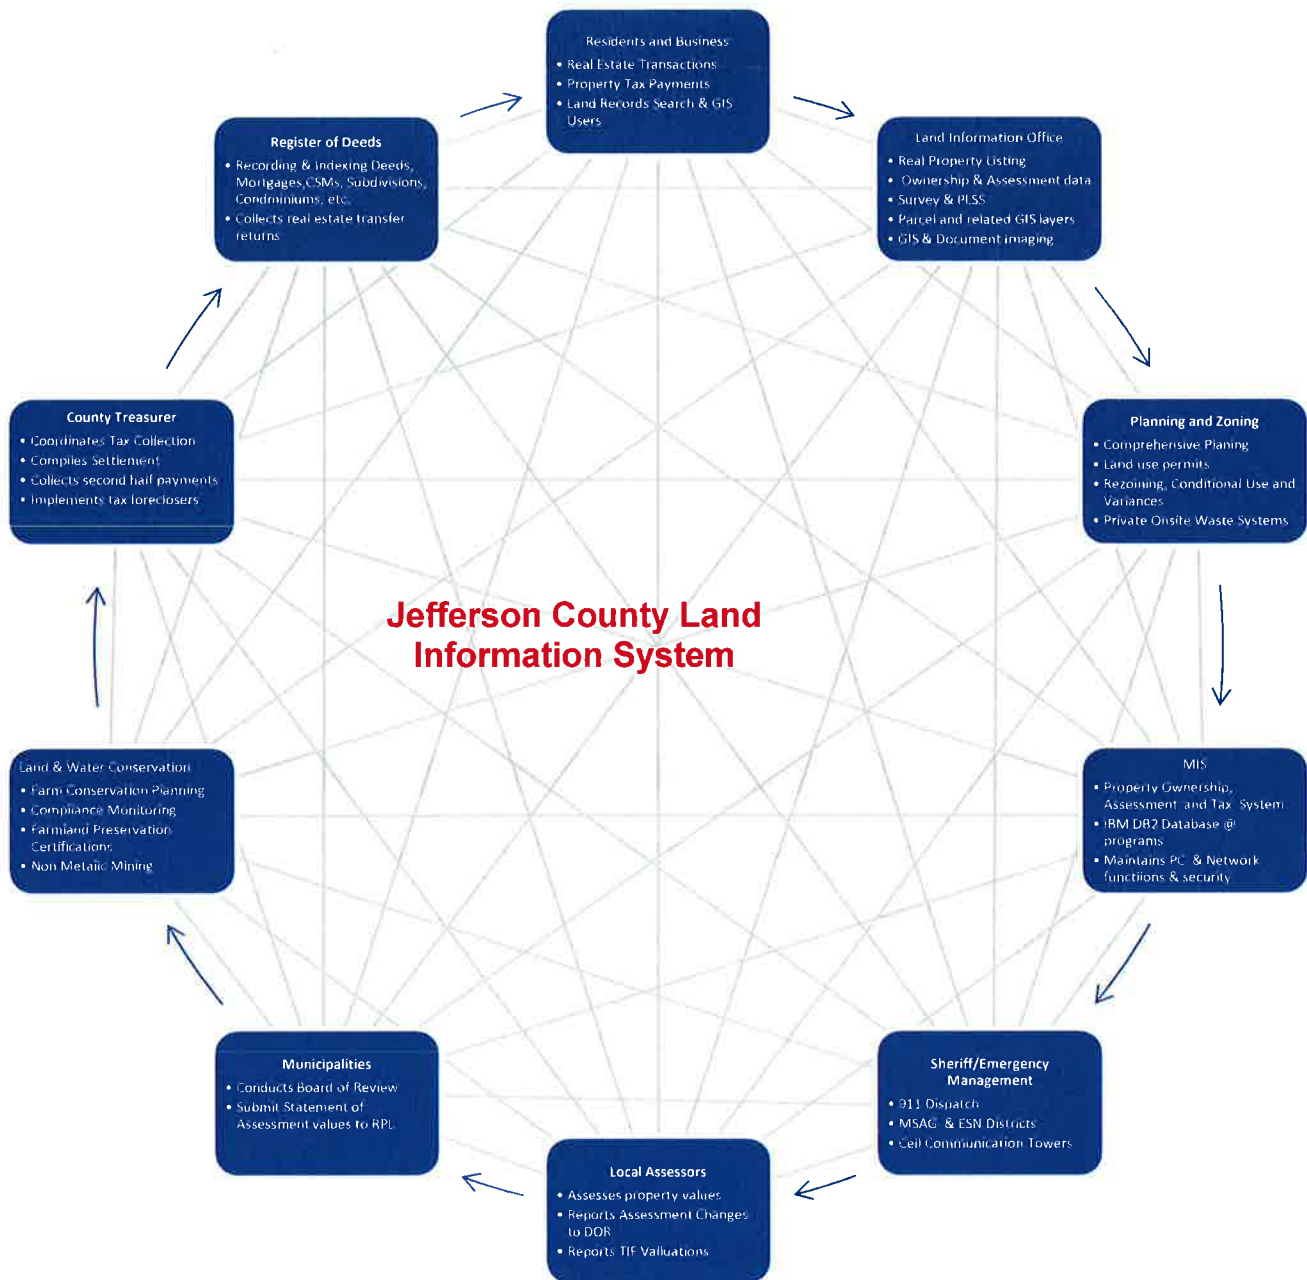 Residents and Business
• Real Estate Transactions
• Property Tax Payments
• Land Records Search & GIS
Users
Land Information Office
• Real Property Listing
• Ownership & Assessment data
• Survey & PLSS
• Parcel and related GIS layers
• GIS & Document Imaging
Planning and Zoning
• Comprehensive Planing
• Land use permits
• Rezoining, Conditional Use and
Variances
• Private Onsite Waste Systems
MIS
• Property Ownership,
Assessment and Tax System
• IBM DB2 Database @
programs
• Maintains PC & Network
functiions & security
Sheriff/Emergency
Management
• 911 Dispatch
• MSAG & ESN Districts
• Cell Communication Towers
Local Assessors
• Assesses property values
• Reports Assessment Changes
to DOR
• Reports TIF Valluations
Municipalities
• Conducts Board of Review
• Submit Statement of
Assessment values to RPL
Land & Water Conservation
• Farm Conservation Planning
• Compliance Monitoring
• Farmland Preservation
Certifications
• Non Metalic Mining
County Treasurer
• Coordinates Tax Collection
• Compiles Settlement
• Collects second half payments
• Implements tax foreclosers
Register of Deeds
• Recording & Indexing Deeds,
Mortgages,CSMs, Subdivisions,
Condminiums, etc.
• Collects real estate transfer
returns
Jefferson County Land
Information System